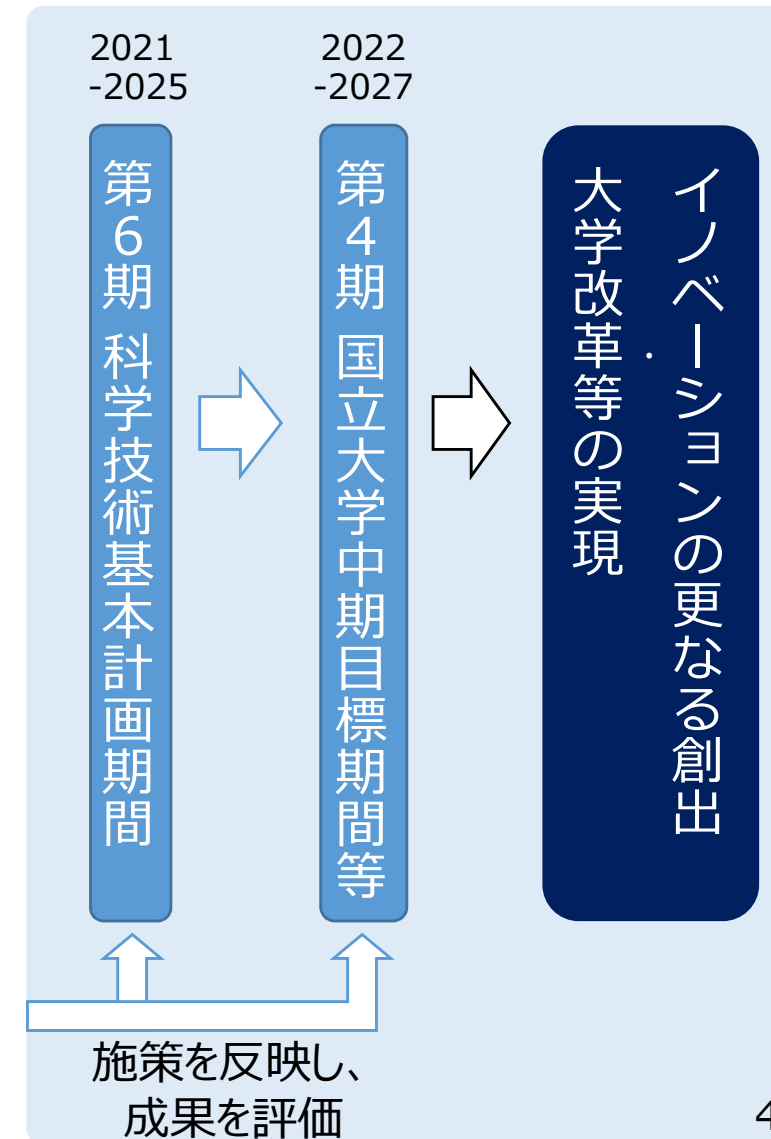 2021
-2025
2022
-2027
第6期 科学技術基本計画期間
第4期 国立大学中期目標期間等
イノベーションの更なる創出・
大学改革等の実現
施策を反映し、
成果を評価
4